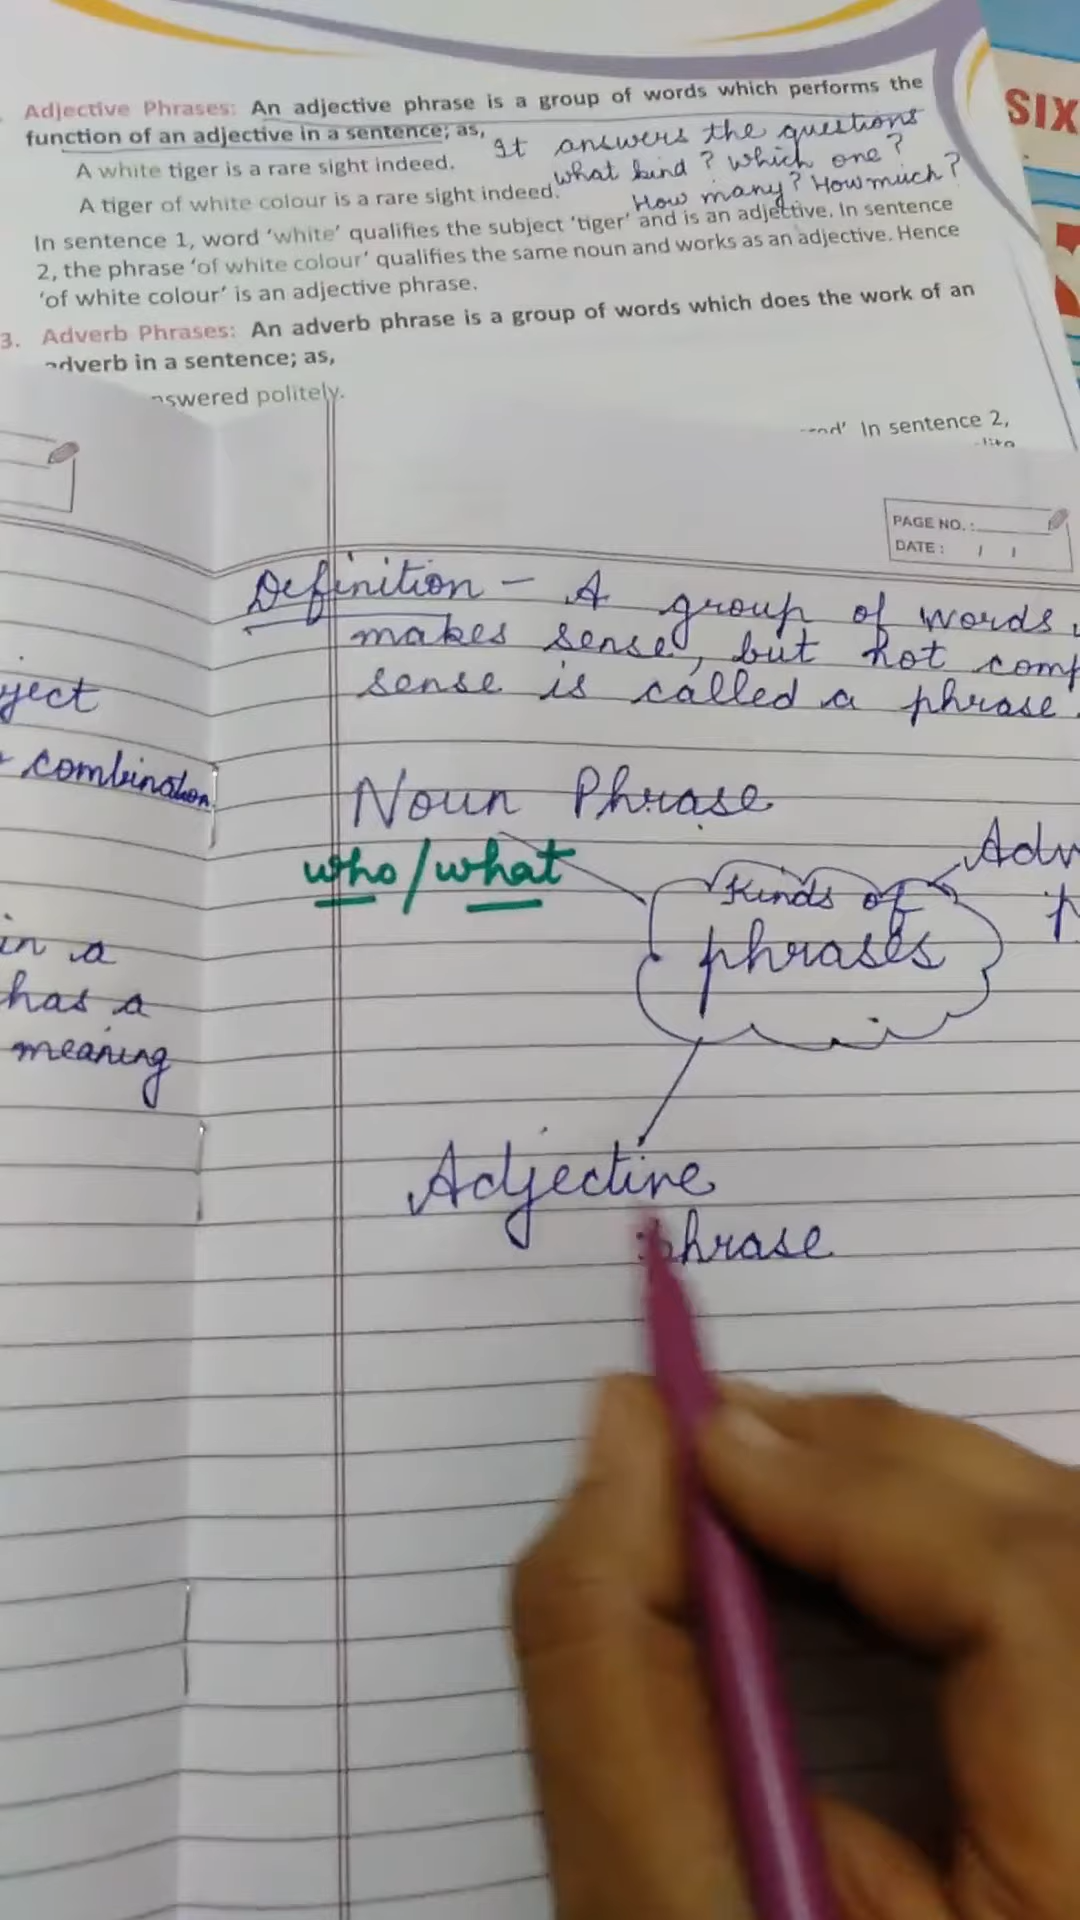 Adjective Phrases: An adjective phrase is a group of words which performs the
function of an adjective in a sentence; as,
It answers the questions
what kind? Which one?
How many? How much?
A white tiger is a rare sight indeed.
A tiger of white colour is a rare sight indeed.
In sentence 1, word ‘white’ qualifies the subject ‘tiger’ and is an adjective. In sentence
2, the phrase ‘of white colour’ qualifies the same noun and works as an adjective. Hence
‘of white colour’ is an adjective phrase.
3. Adverb Phrases: An adverb phrase is a group of words which does the work of an
adverb in a sentence; as,
politely.
In sentence 2,
SIX
PAGE NO.:
DATE: / /
Definition - A group of words
makes sense, but not
sense is called a phrase.
combination
in a
has a
meaning
Noun Phrase
who/what
Kinds of
phrases
Adjective
phrase